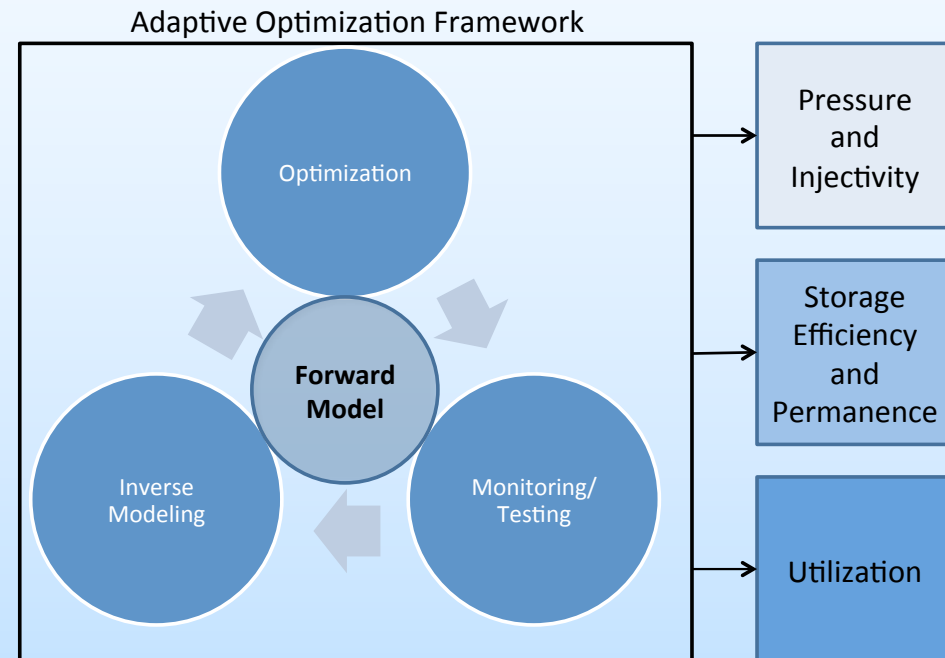 Adaptive Optimization Framework
Optimization
Forward
Model
Inverse
Modeling
Monitoring/
Testing
Pressure
and
Injectivity
Storage
Efficiency
and
Permanence
Utilization